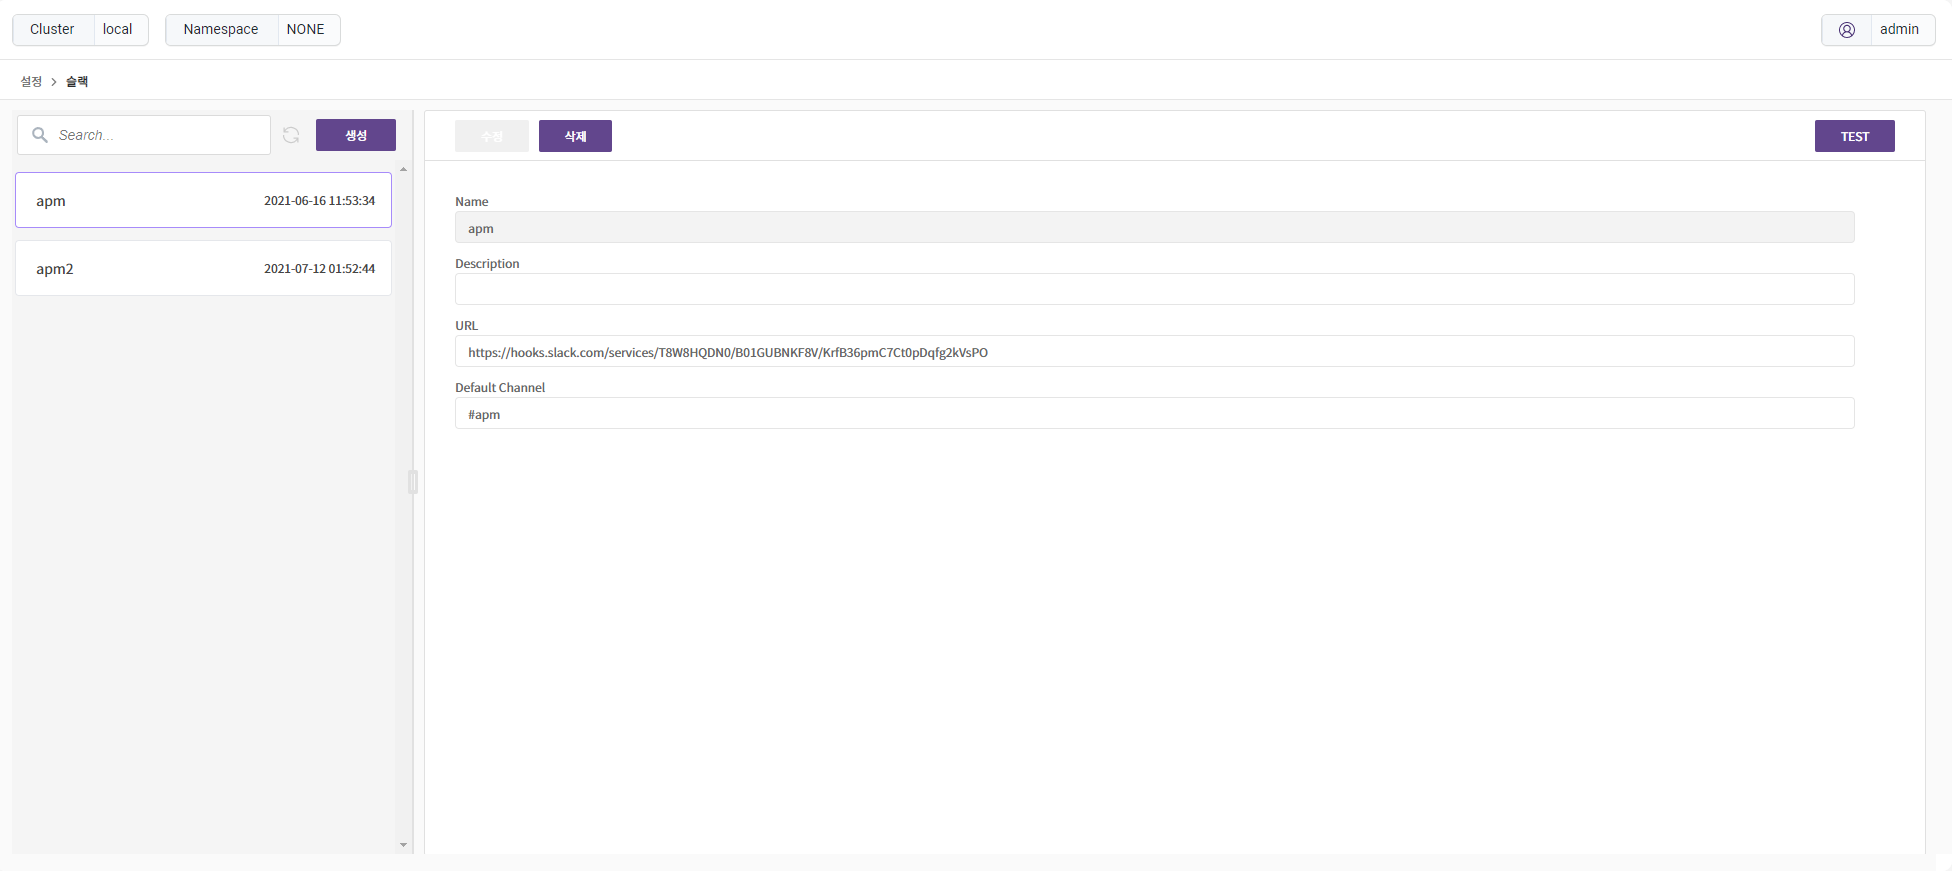 Cluster local Namespace NONE admin
설정 > 슬랙
Search... 생성
apm 2021-06-16 11:53:34
apm2 2021-07-12 01:52:44
수정 삭제 TEST
Name
apm
Description
URL
https://hooks.slack.com/services/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
Default Channel
#apm